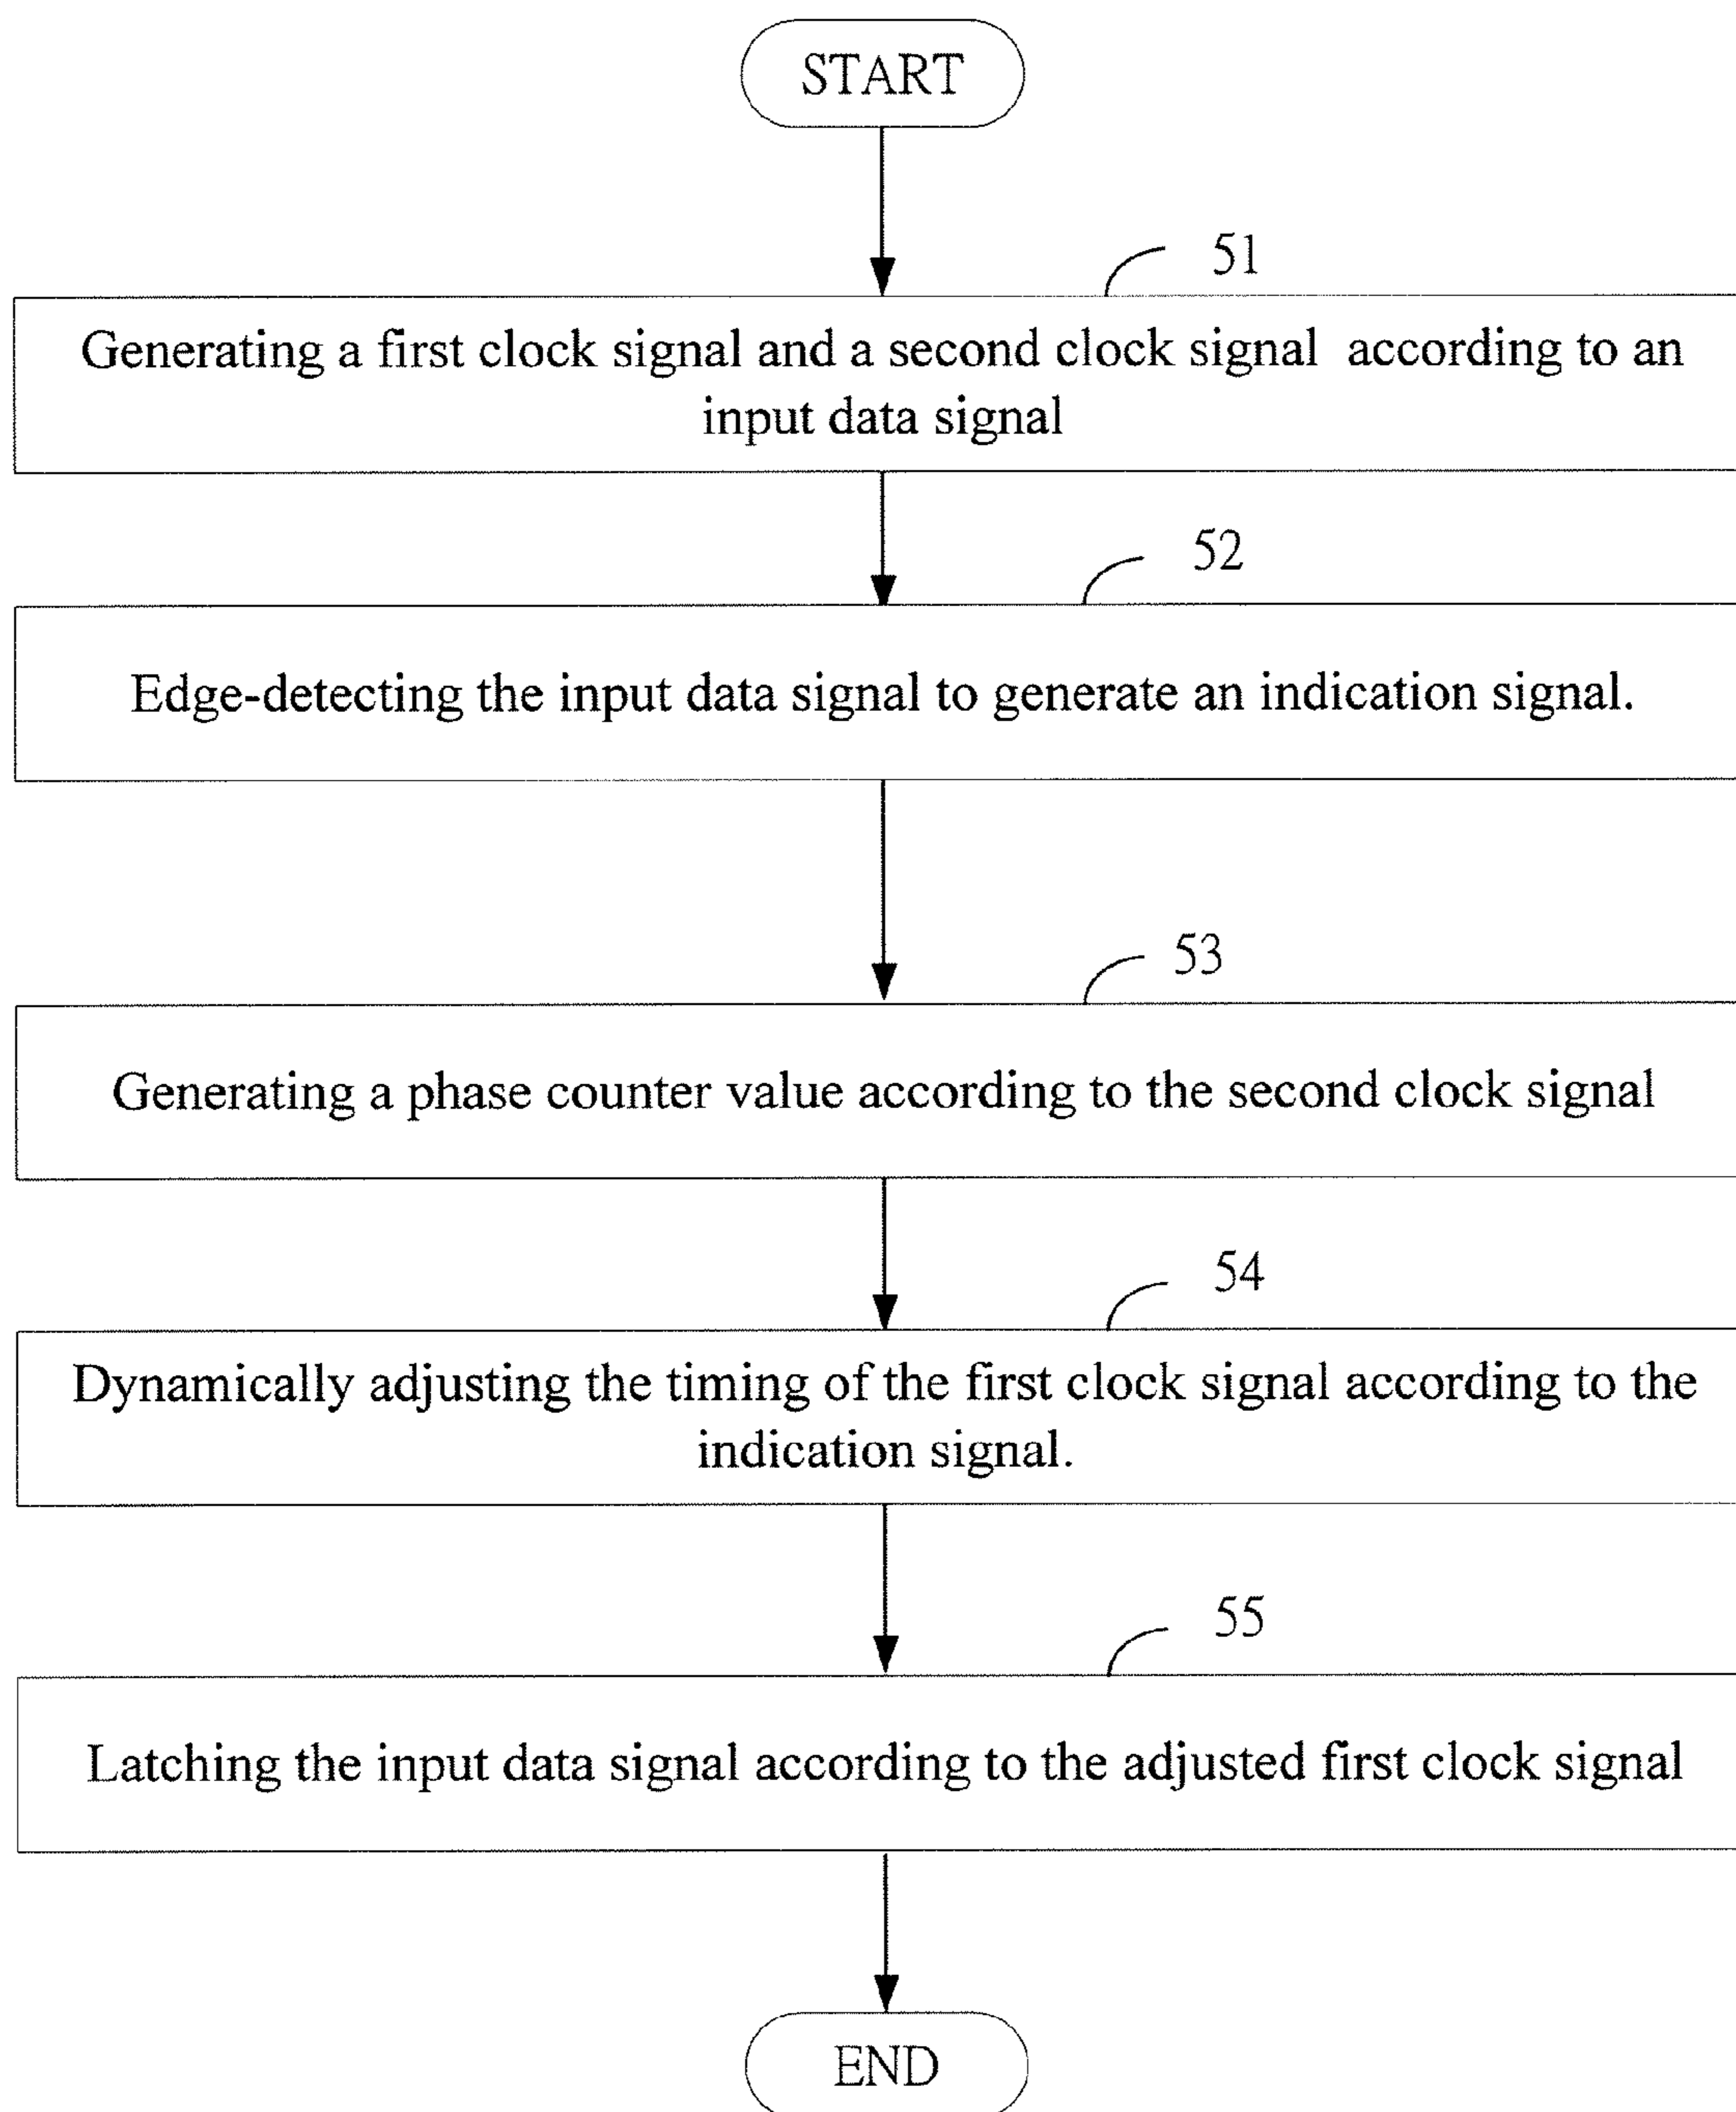 START
51
Generating a first clock signal and a second clock signal according to an
input data signal
52
Edge-detecting the input data signal to generate an indication signal.
53
Generating a phase counter value according to the second clock signal
54
Dynamically adjusting the timing of the first clock signal according to the
indication signal.
55
Latching the input data signal according to the adjusted first clock signal
END